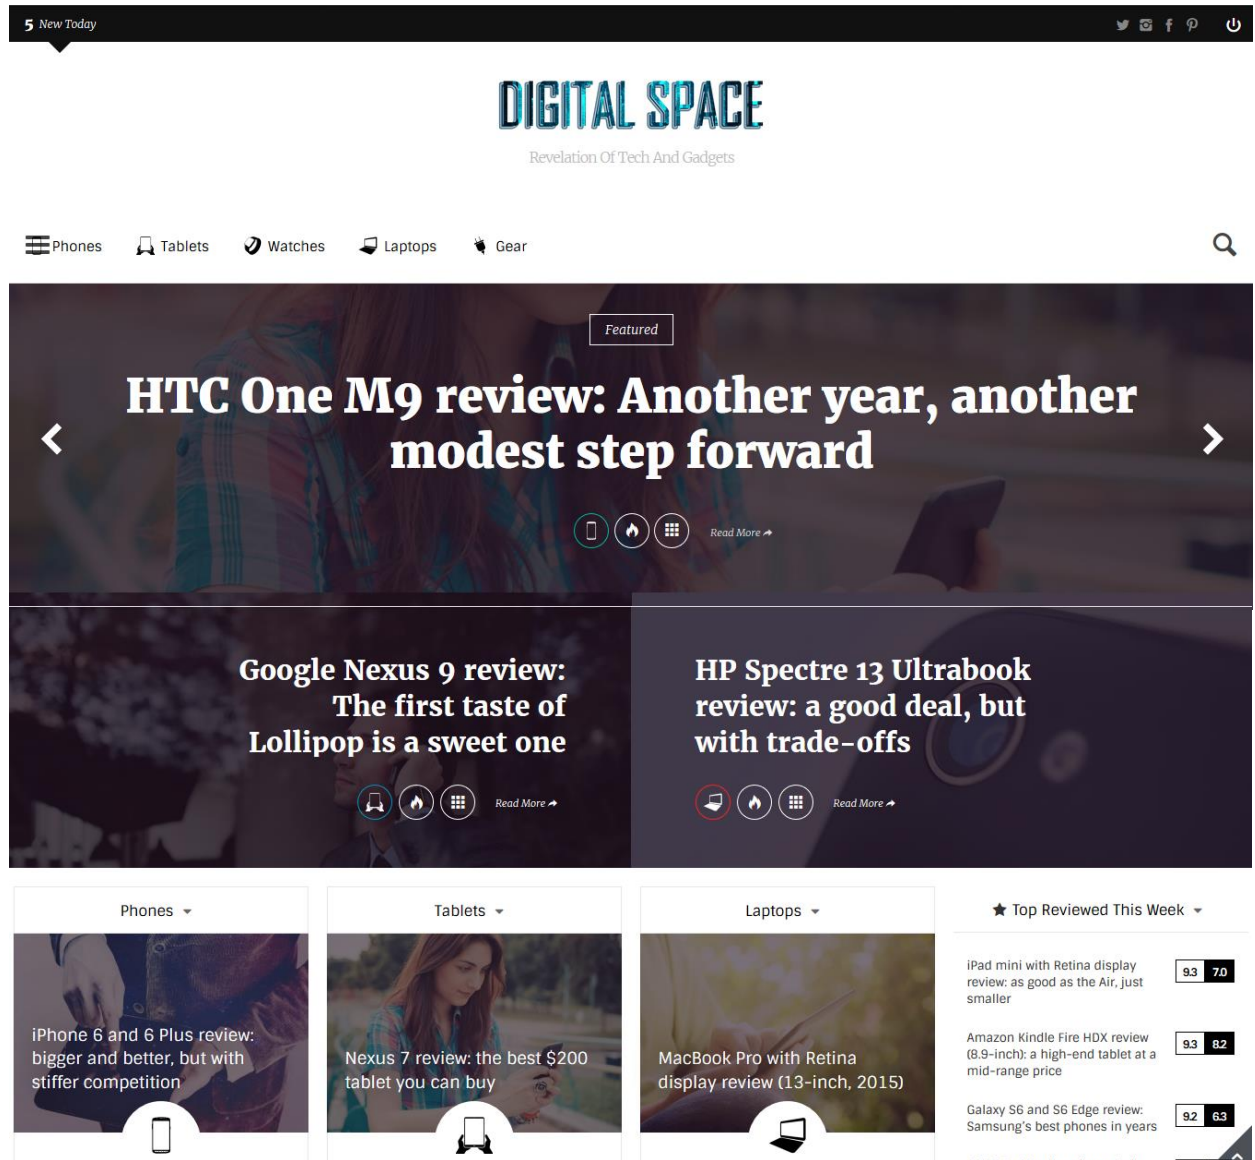 5 New Today
DIGITAL SPACE
Revelation Of Tech And Gadgets
Phones
Tablets
Watches
Laptops
Gear
Featured
HTC One M9 review: Another year, another
modest step forward
Read More
Google Nexus 9 review:
The first taste of
Lollipop is a sweet one
Read More
HP Spectre 13 Ultrabook
review: a good deal, but
with trade-offs
Read More
Phones
iPhone 6 and 6 Plus review:
bigger and better, but with
stiffer competition
Tablets
Nexus 7 review: the best $200
tablet you can buy
Laptops
MacBook Pro with Retina
display review (13-inch, 2015)
Top Reviewed This Week
iPad mini with Retina display
review: as good as the Air, just
smaller
9.3 7.0
Amazon Kindle Fire HDX review
(8.9-inch): a high-end tablet at a
mid-range price
9.3 8.2
Galaxy S6 and S6 Edge review:
Samsung's best phones in years
9.2 6.3